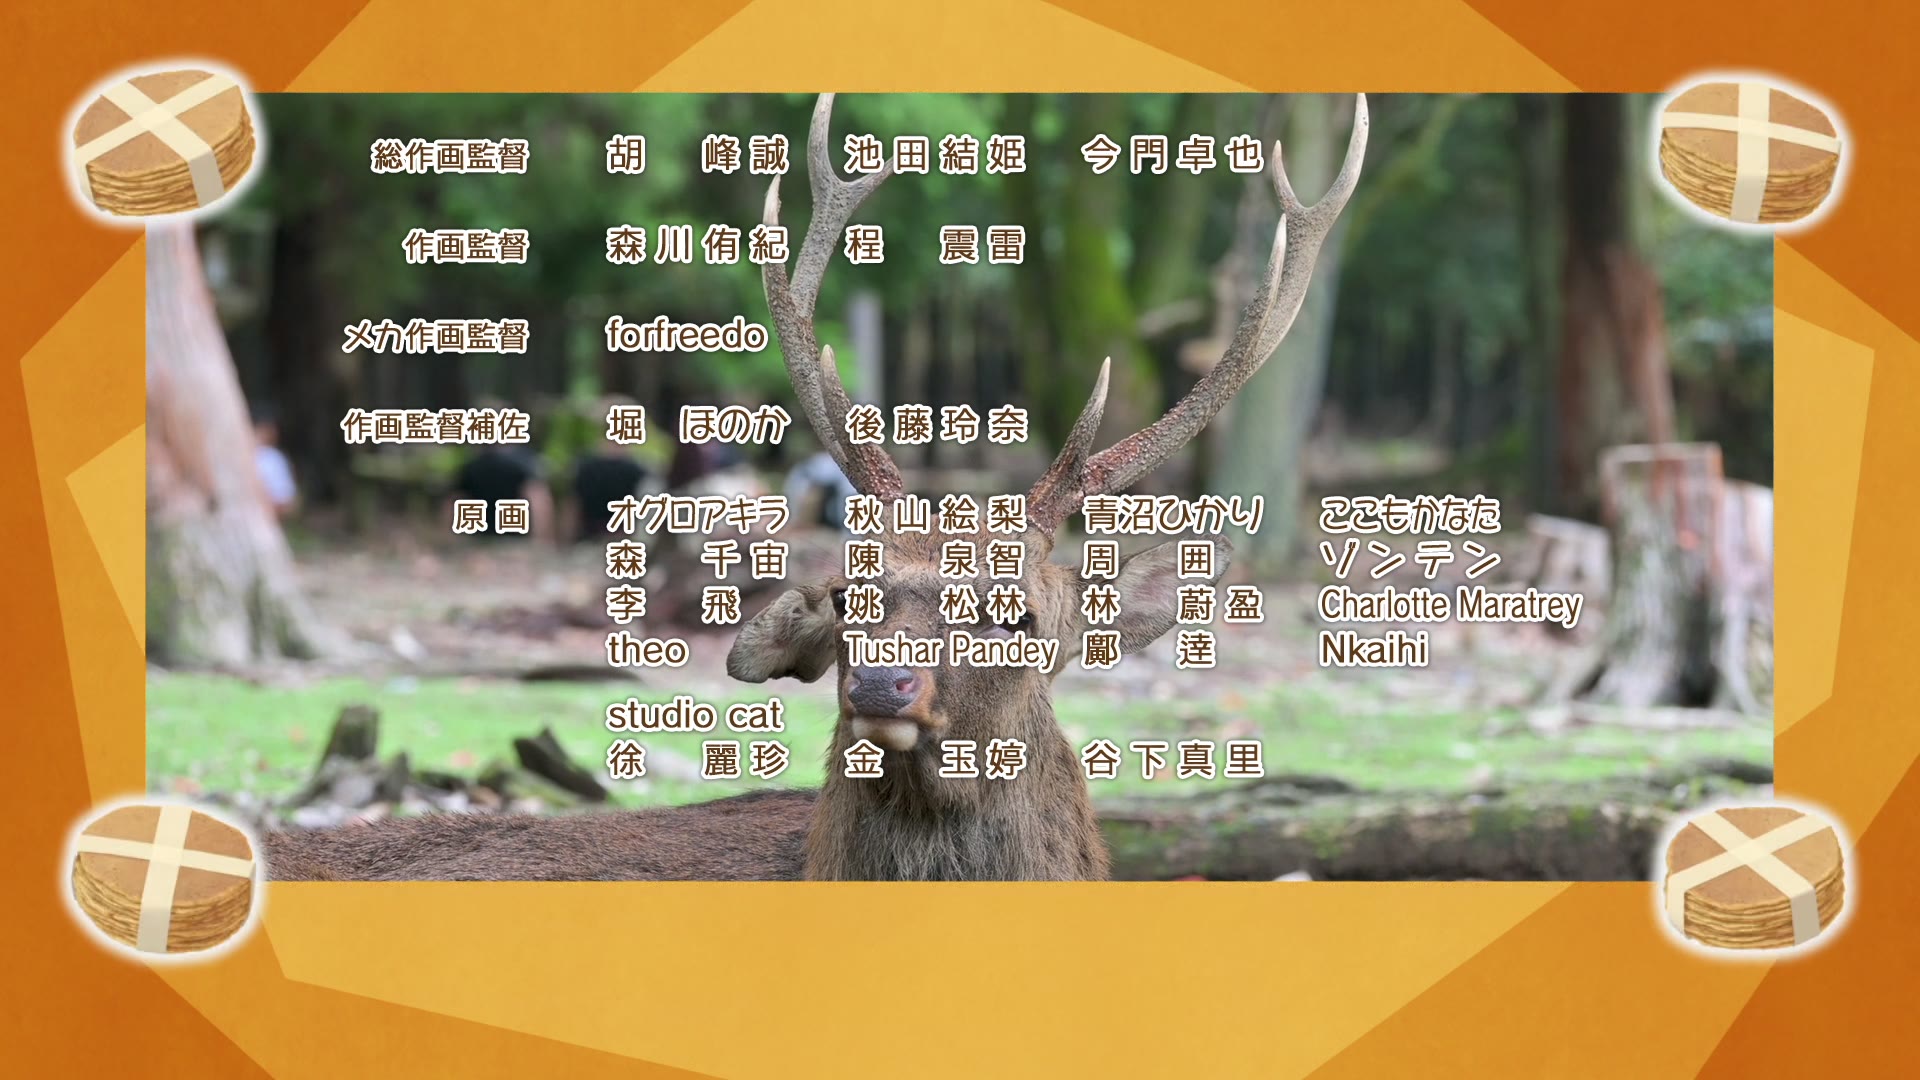 総作画監督 胡 峰誠 池田結姫 今門卓也
作画監督 森川侑紀 程 震雷
メカ作画監督 forfreedo
作画監督補佐 堀 ほのか 後藤玲奈
原画 オグロアキラ 秋山絵梨 青沼ひかり ここもかなた
森 千宙 陳 泉智 周 囲 ゾンテン
李 飛 姚 松林 林 蔚盈 Charlotte Maratrey
theo Tushar Pandey 鄺 達 Nkaihi
studio cat
徐 麗珍 金 玉婷 谷下真里